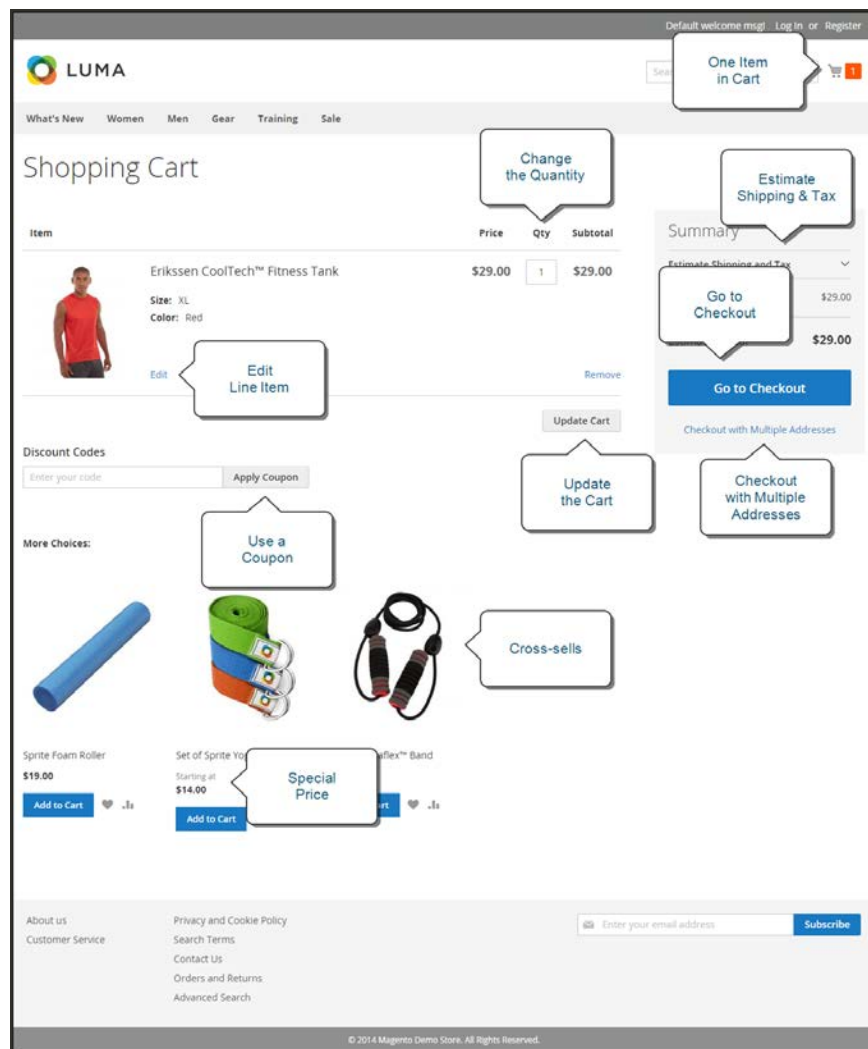 Default welcome msg! Log In or Register
LUMA
One Item
in Cart
1
What's New Women Men Gear Training Sale
Shopping Cart
Change
the Quantity
Estimate
Shipping & Tax
Item Price Qty Subtotal
Summary
Erikssen CoolTech™ Fitness Tank $29.00 1 $29.00
Estimate Shipping and Tax
Size: XL
Color: Red
Go to
Checkout
$29.00
$29.00
Edit
Edit
Line Item
Remove
Go to Checkout
Update Cart
Checkout with Multiple Addresses
Discount Codes
Enter your code
Apply Coupon
Update
the Cart
Checkout
with Multiple
Addresses
Use a
Coupon
More Choices:
Cross-sells
Sprite Foam Roller
Set of Sprite
Band
$19.00
Starting at
$14.00
Special
Price
Add to Cart
Add to Cart
About us
Customer Service
Privacy and Cookie Policy
Search Terms
Contact Us
Orders and Returns
Advanced Search
Enter your email address
Subscribe
© 2014 Magento Demo Store. All Rights Reserved.